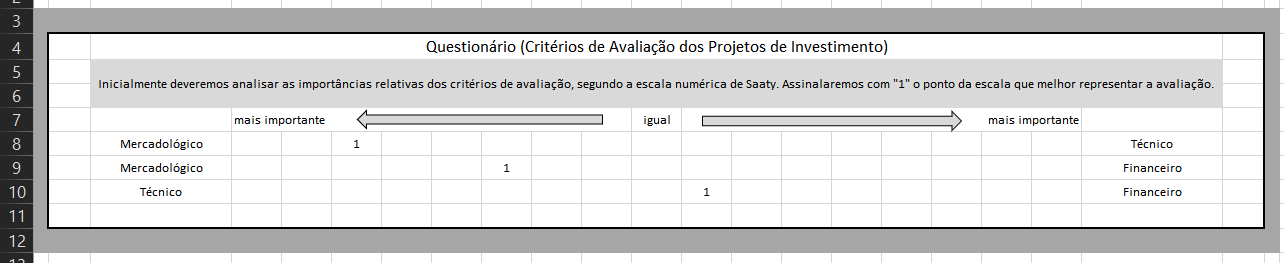 3
4 Questionário (Critérios de Avaliação dos Projetos de Investimento)
5
Inicialmente deveremos analisar as importâncias relativas dos critérios de avaliação, segundo a escala numérica de Saaty. Assinalaremos com "1" o ponto da escala que melhor representar a avaliação.
6
7 mais importante igual mais importante
8 Mercadológico 1 Técnico
9 Mercadológico 1 Financeiro
10 Técnico 1 Financeiro
11
12